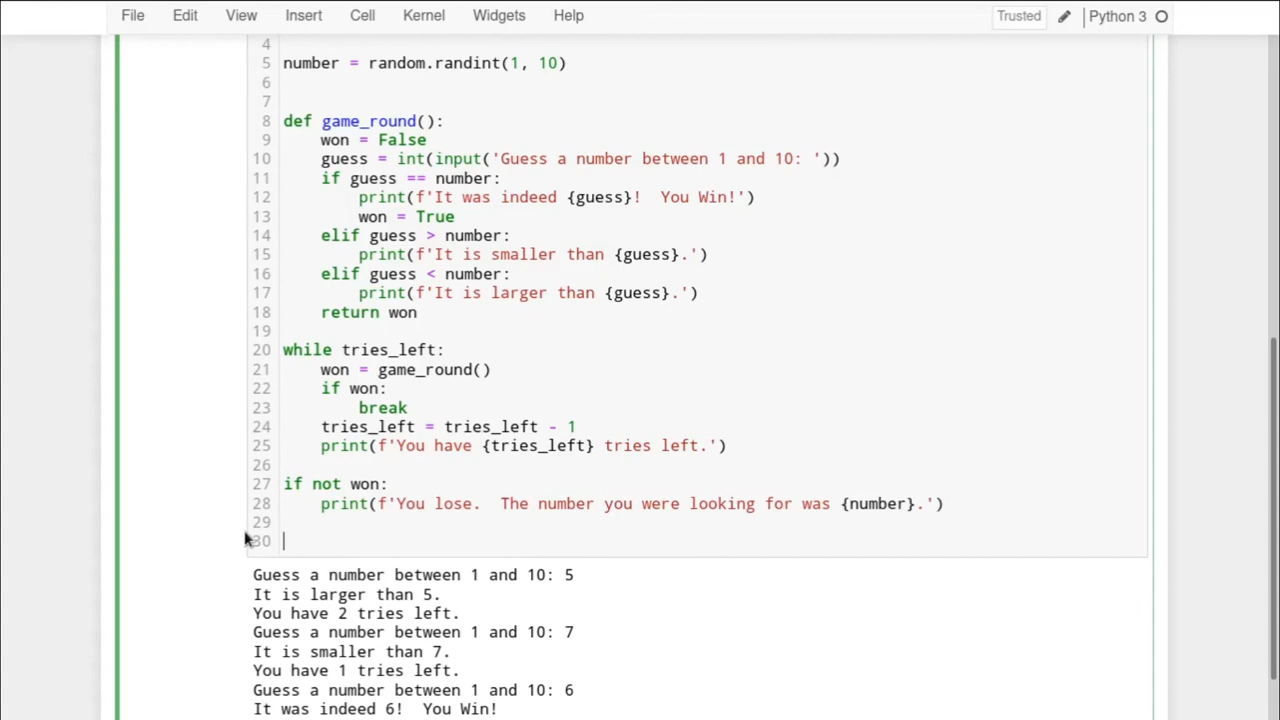 File Edit View Insert Cell Kernel Widgets Help Trusted Python 3
4
5 number = random.randint(1, 10)
6
7
8 def game_round():
9     won = False
10     guess = int(input('Guess a number between 1 and 10: '))
11     if guess == number:
12         print(f'It was indeed {guess}!  You Win!')
13         won = True
14     elif guess > number:
15         print(f'It is smaller than {guess}.')
16     elif guess < number:
17         print(f'It is larger than {guess}.')
18     return won
19
20 while tries_left:
21     won = game_round()
22     if won:
23         break
24     tries_left = tries_left - 1
25     print(f'You have {tries_left} tries left.')
26
27 if not won:
28     print(f'You lose.  The number you were looking for was {number}.')
29
30
Guess a number between 1 and 10: 5
It is larger than 5.
You have 2 tries left.
Guess a number between 1 and 10: 7
It is smaller than 7.
You have 1 tries left.
Guess a number between 1 and 10: 6
It was indeed 6!  You Win!